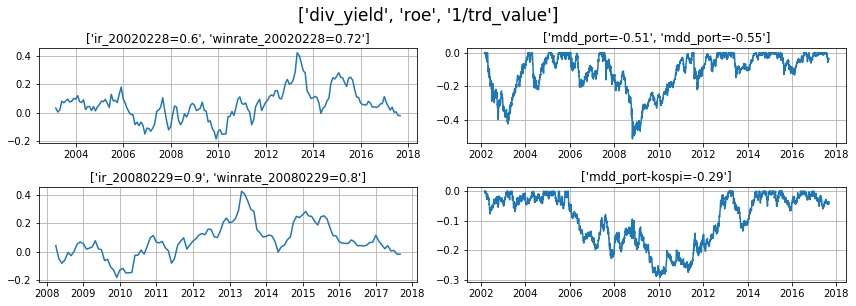 ['div_yield', 'roe', '1/trd_value']
['ir_20020228=0.6', 'winrate_20020228=0.72']
0.4
0.2
0.0
−0.2
2004 2006 2008 2010 2012 2014 2016 2018
['mdd_port=-0.51', 'mdd_port=-0.55']
0.0
−0.2
−0.4
2002 2004 2006 2008 2010 2012 2014 2016 2018
['ir_20080229=0.9', 'winrate_20080229=0.8']
0.4
0.2
0.0
−0.2
2008 2009 2010 2011 2012 2013 2014 2015 2016 2017 2018
['mdd_port-kospi=-0.29']
0.0
−0.1
−0.2
−0.3
2002 2004 2006 2008 2010 2012 2014 2016 2018